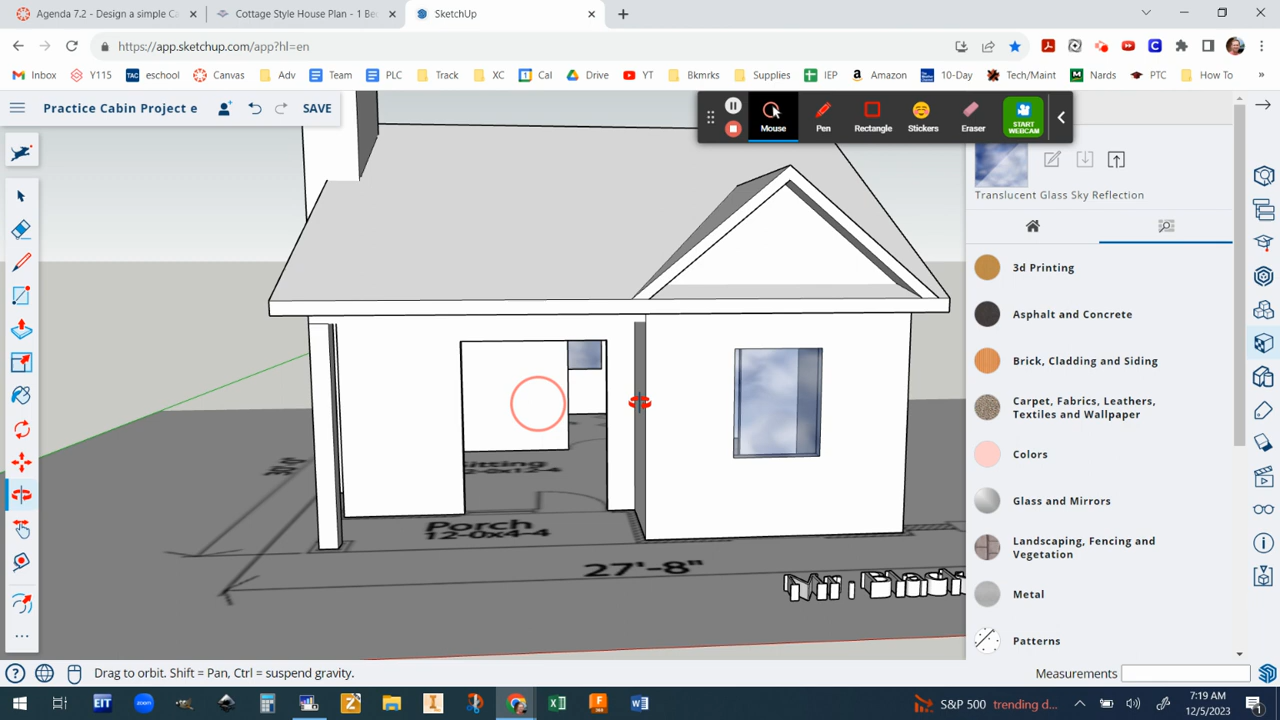 Agenda 7.2 - Design a simple Ca
Cottage Style House Plan - 1 Be
SketchUp
https://app.sketchup.com/app?hl=en
Inbox
Y115
eschool
Canvas
Adv
Team
PLC
Track
XC
Cal
Drive
YT
Bkmrks
Supplies
IEP
Amazon
10-Day
Tech/Maint
Nards
PTC
How To
Practice Cabin Project e
SAVE
Mouse
Pen
Rectangle
Stickers
Eraser
START
WEBCAM
Translucent Glass Sky Reflection
3d Printing
Asphalt and Concrete
Brick, Cladding and Siding
Carpet, Fabrics, Leathers,
Textiles and Wallpaper
Colors
Glass and Mirrors
Landscaping, Fencing and
Vegetation
Metal
Patterns
Porch
12-0x4-4
27'-8"
Drag to orbit. Shift = Pan, Ctrl = suspend gravity.
Measurements
S&P 500 trending d...
7:19 AM
12/5/2023